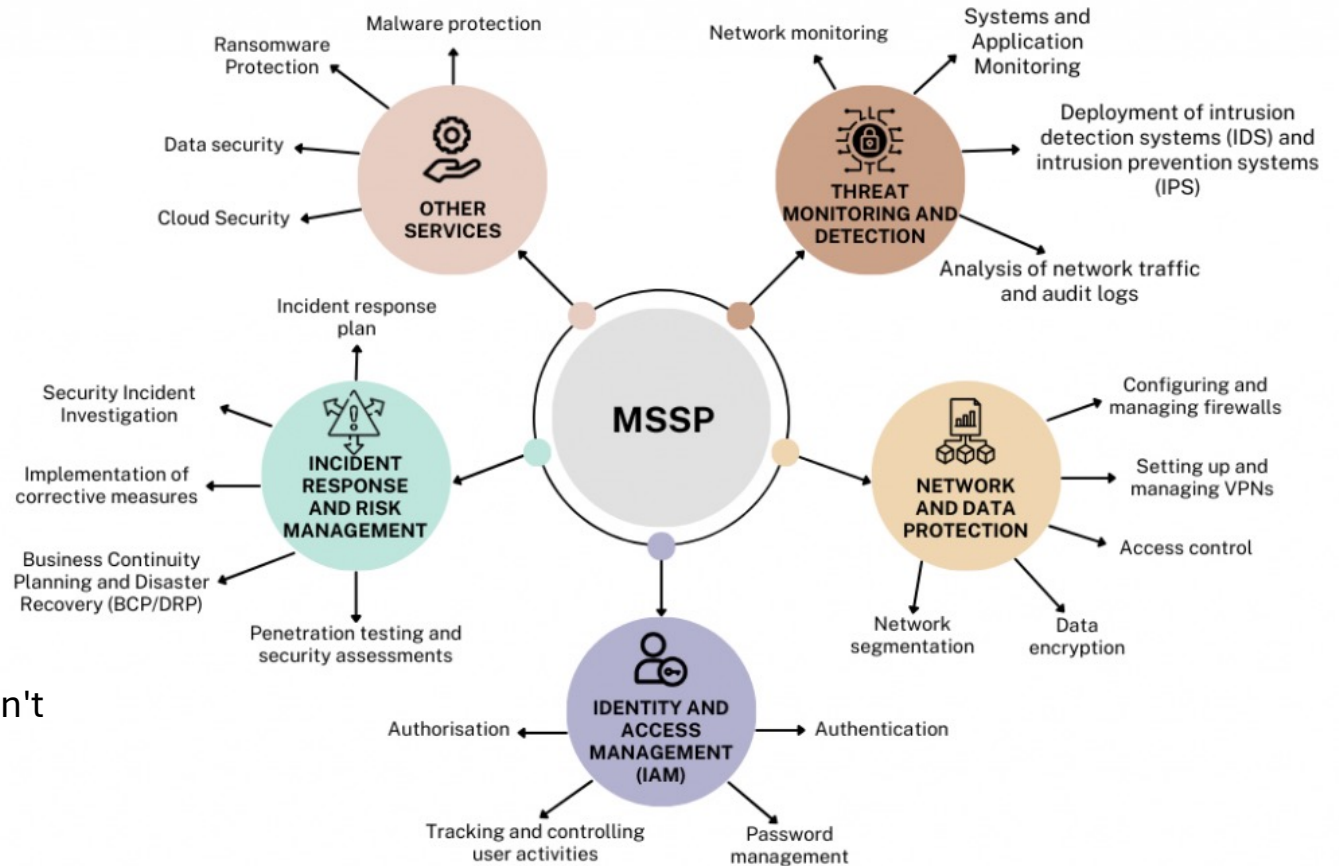 Malware protection
Ransomware
Protection
Data security
Cloud Security
OTHER
SERVICES
Network monitoring
Systems and
Application
Monitoring
Deployment of intrusion
detection systems (IDS) and
intrusion prevention systems
(IPS)
THREAT
MONITORING AND
DETECTION
Analysis of network traffic
and audit logs
MSSP
Incident response
plan
Security Incident
Investigation
Implementation of
corrective measures
Business Continuity
Planning and Disaster
Recovery (BCP/DRP)
Penetration testing and
security assessments
INCIDENT
RESPONSE
AND RISK
MANAGEMENT
Configuring and
managing firewalls
Setting up and
managing VPNs
Access control
Data
encryption
Network
segmentation
NETWORK
AND DATA
PROTECTION
n't
IDENTITY AND
ACCESS
MANAGEMENT
(IAM)
Authorisation
Authentication
Tracking and controlling
user activities
Password
management